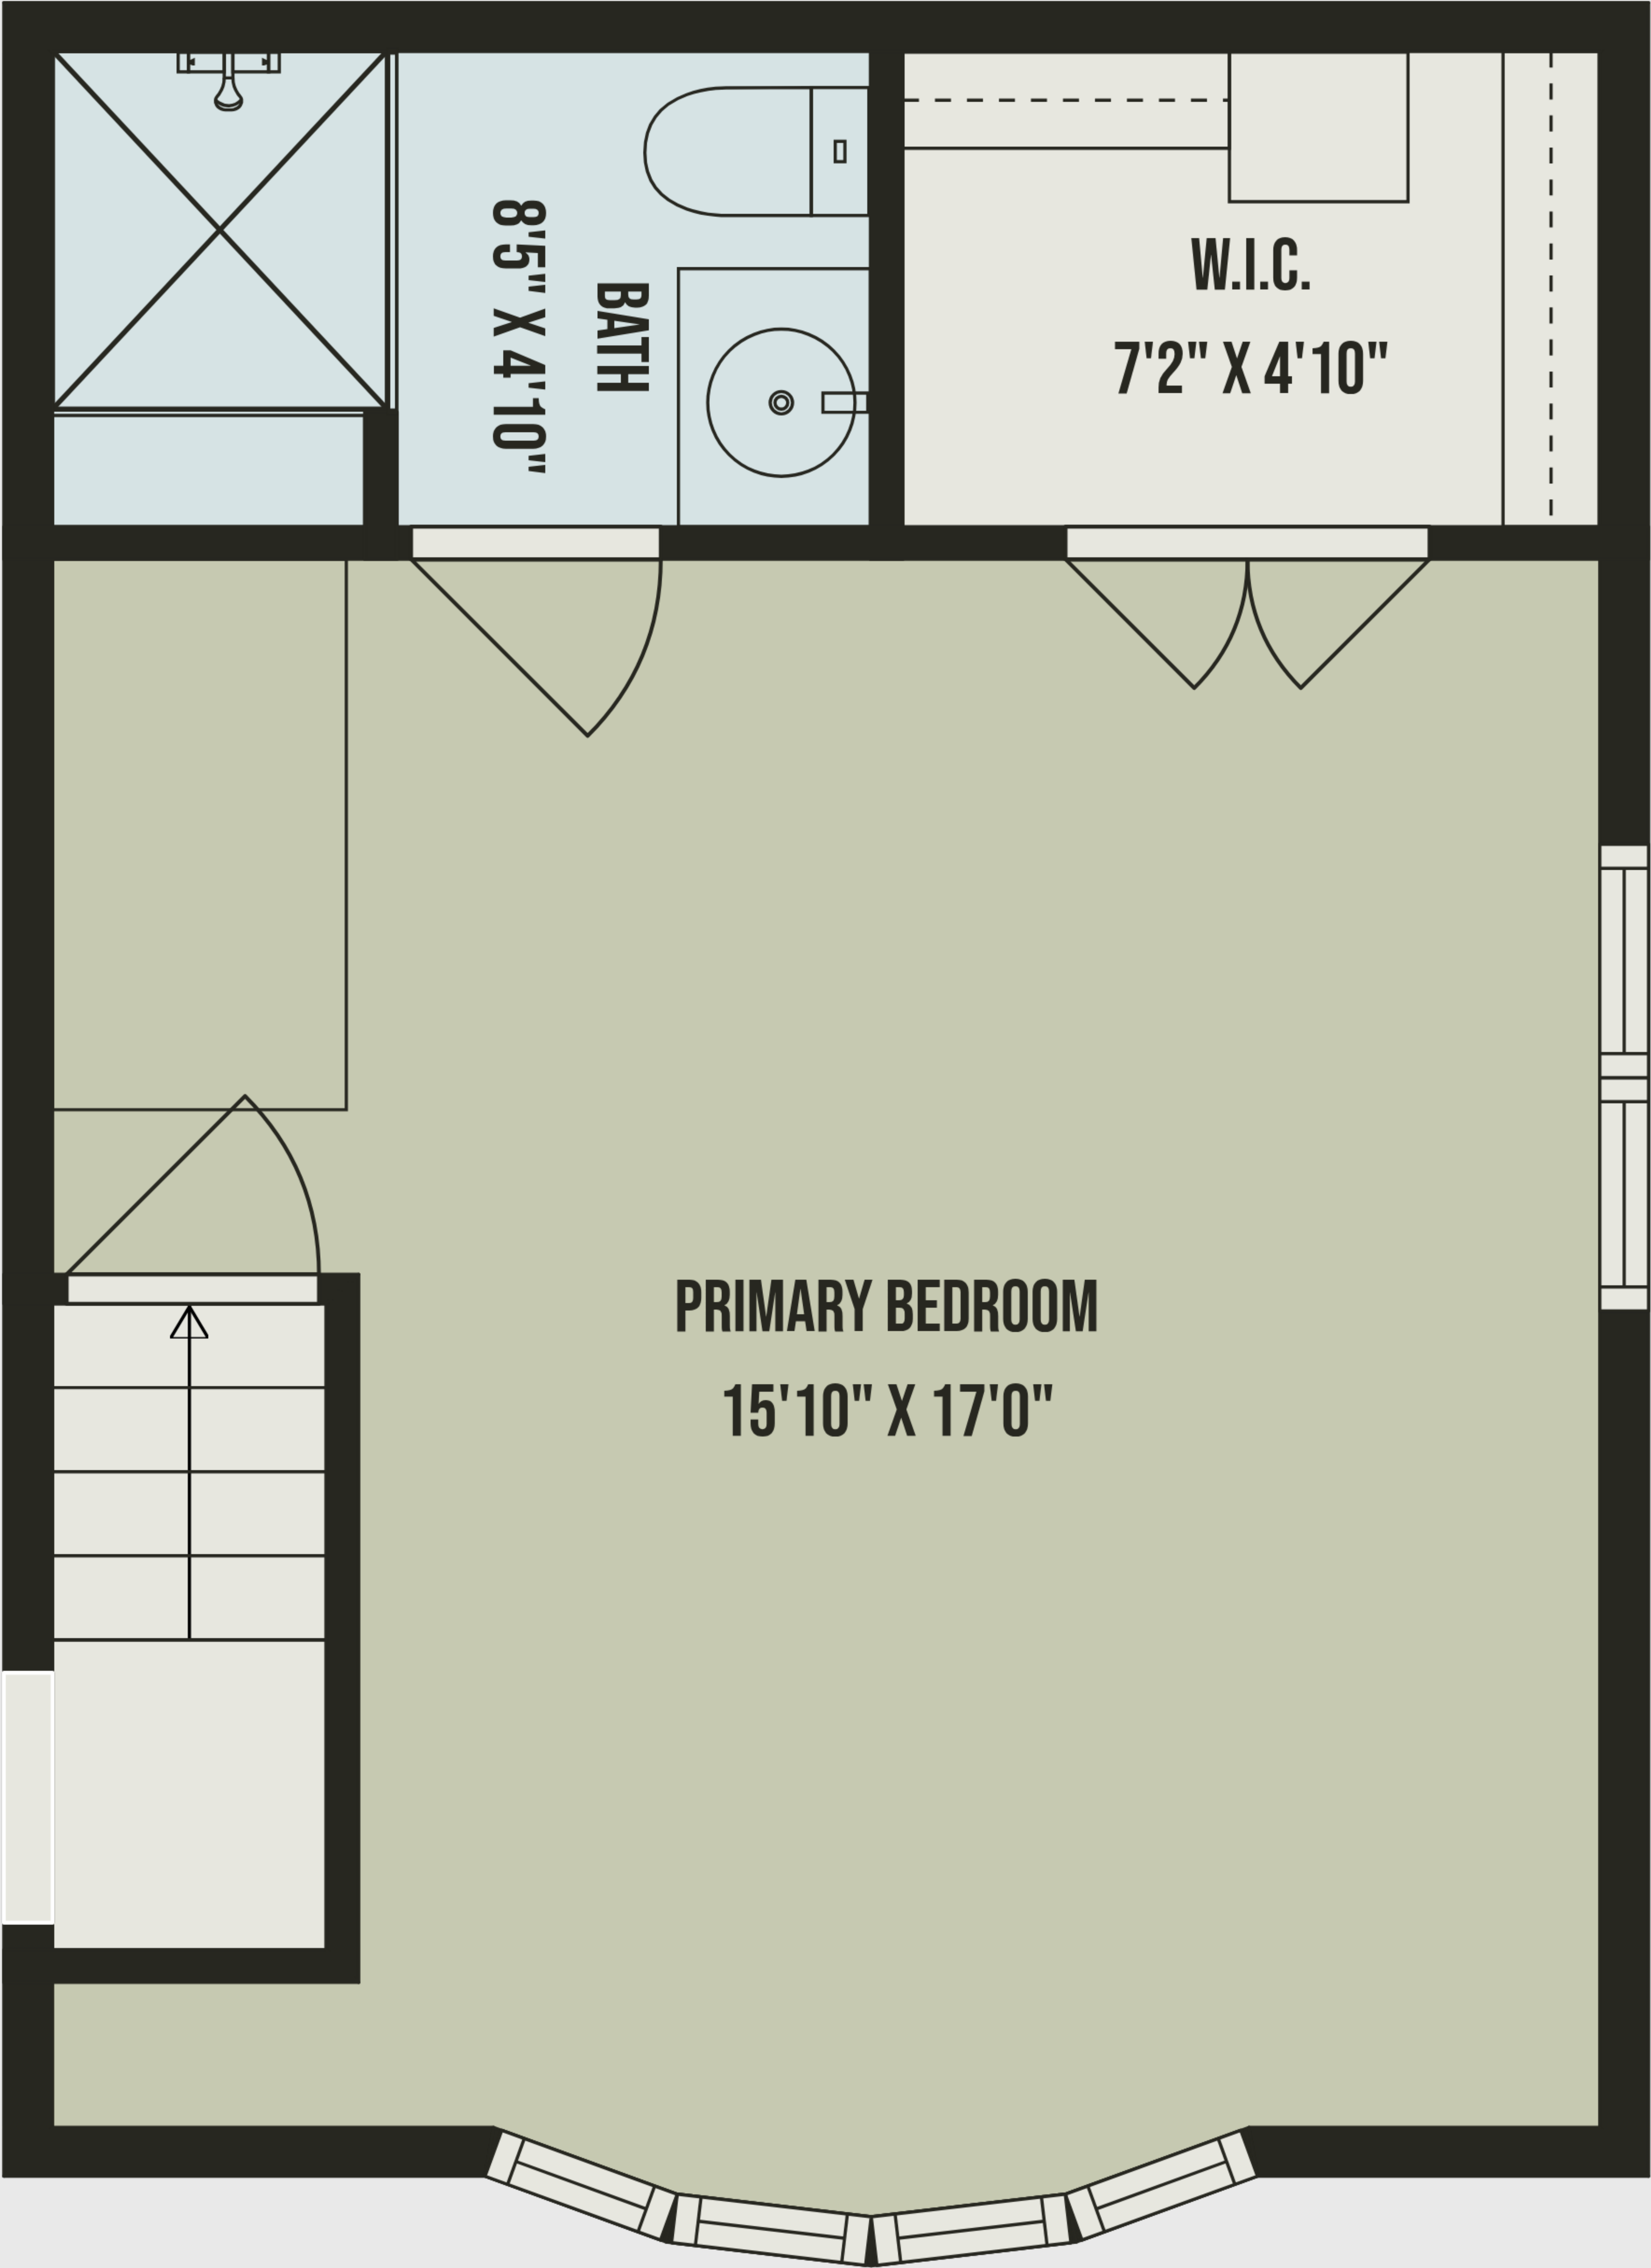 BATH
8'5" X 4'10"
W.I.C.
7'2" X 4'10"
PRIMARY BEDROOM
15'10" X 17'0"